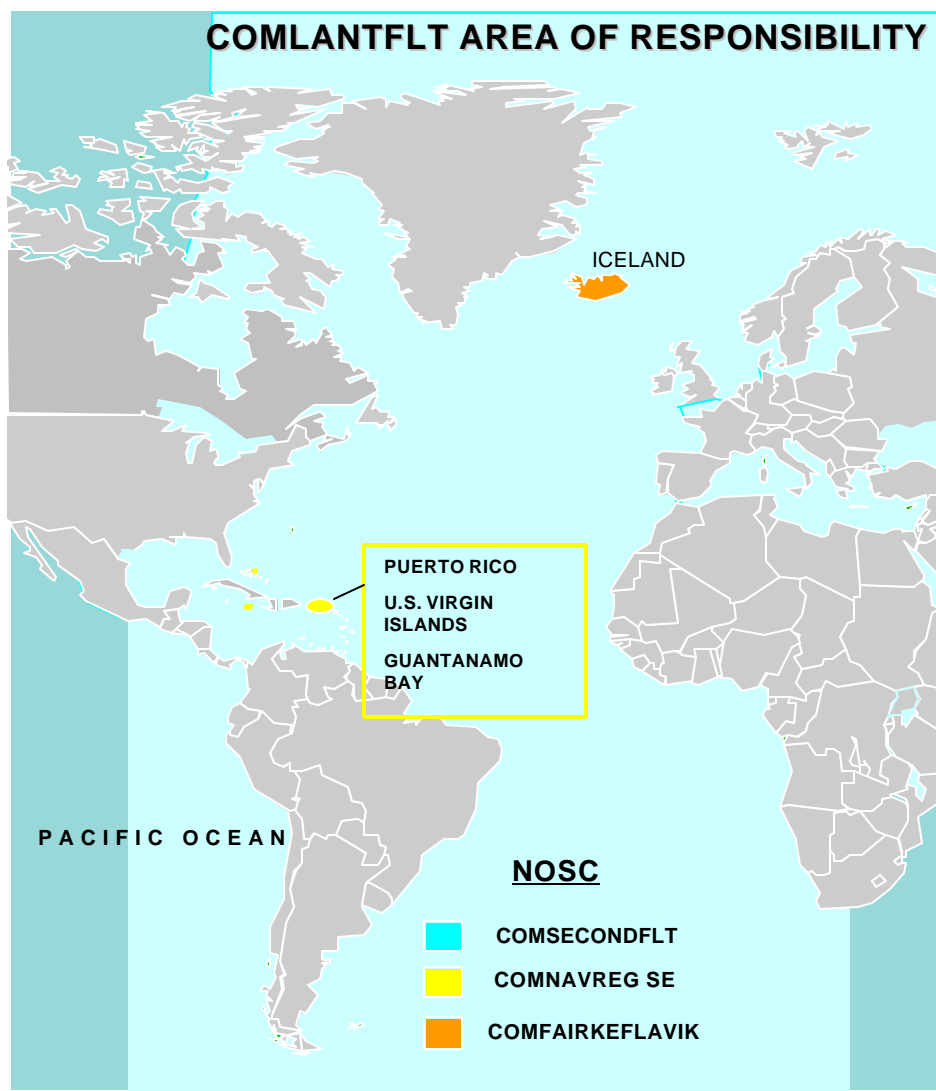 COMLANTFLT AREA OF RESPONSIBILITY
ICELAND
PUERTO RICO
U.S. VIRGIN
ISLANDS
GUANTANAMO
BAY
PACIFIC OCEAN
NOSC
COMSECONDFLT
COMNAVREG SE
COMFAIRKEFLAVIK